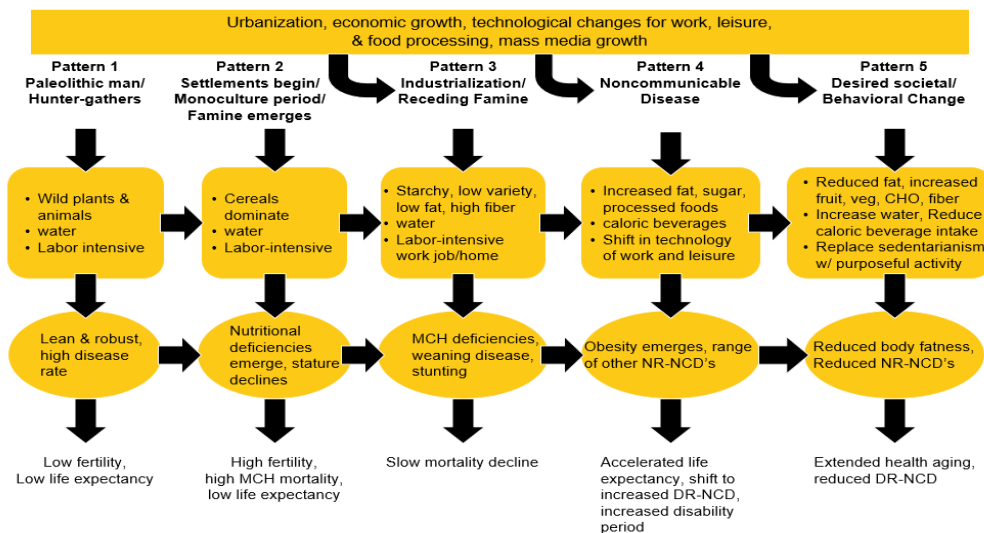 Urbanization, economic growth, technological changes for work, leisure,
& food processing, mass media growth
Pattern 1
Paleolithic man/
Hunter-gathers
Pattern 2
Settlements begin/
Monoculture period/
Famine emerges
Pattern 3
Industrialization/
Receding Famine
Pattern 4
Noncommunicable
Disease
Pattern 5
Desired societal/
Behavioral Change
• Wild plants &
animals
• water
• Labor intensive
• Cereals
dominate
• water
• Labor-intensive
• Starchy, low variety,
low fat, high fiber
• water
• Labor-intensive
work job/home
• Increased fat, sugar,
processed foods
• caloric beverages
• Shift in technology
of work and leisure
• Reduced fat, increased
fruit, veg, CHO, fiber
• Increase water, Reduce
caloric beverage intake
• Replace sedentarianism
w/ purposeful activity
Lean & robust,
high disease
rate
Nutritional
deficiencies
emerge, stature
declines
MCH deficiencies,
weaning disease,
stunting
Obesity emerges, range
of other NR-NCD's
Reduced body fatness,
Reduced NR-NCD's
Low fertility,
Low life expectancy
High fertility,
high MCH mortality,
low life expectancy
Slow mortality decline
Accelerated life
expectancy, shift to
increased DR-NCD,
increased disability
period
Extended health aging,
reduced DR-NCD